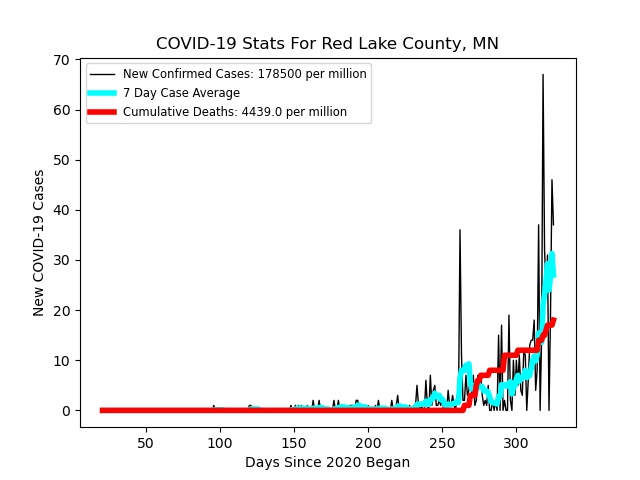 COVID-19 Stats For Red Lake County, MN
New Confirmed Cases: 178500 per million
7 Day Case Average
Cumulative Deaths: 4439.0 per million
New COVID-19 Cases
70
60
50
40
30
20
10
0
50 100 150 200 250 300
Days Since 2020 Began